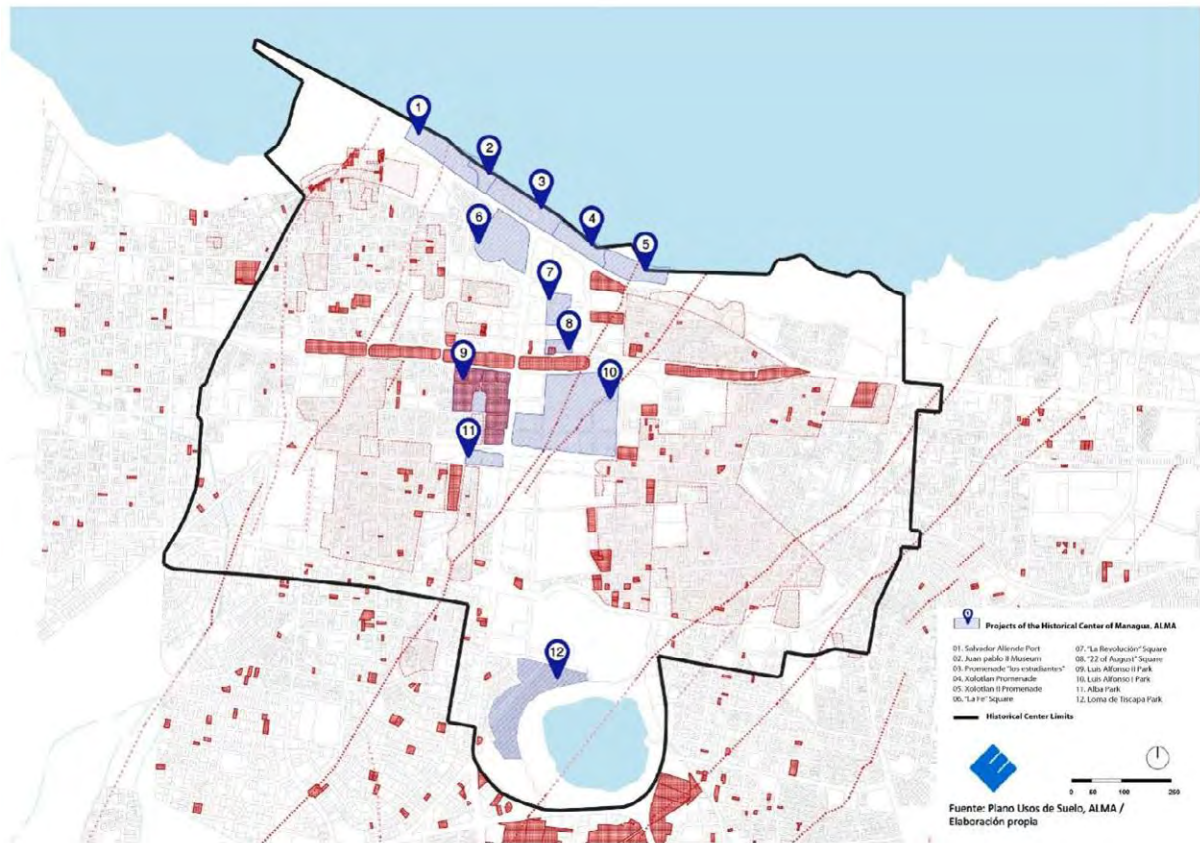 1
2
3
4
5
6
7
8
9
10
11
12
Projects of the Historical Center of Managua, ALMA
01. Salvador Allende Port
02. Juan pablo II Museum
03. Promenade "los estudiantes"
04. Xolotlan Promenade
05. Xolotlan II Promenade
06. "La Fe" Square
07. "La Revolución" Square
08. "22 of August" Square
09. Luis Alfonso II Park
10. Luis Alfonso I Park
11. Alba Park
12. Loma de Tiscapa Park
Historical Center Limits
0 50 100 250
Fuente: Plano Usos de Suelo, ALMA /
Elaboración propia